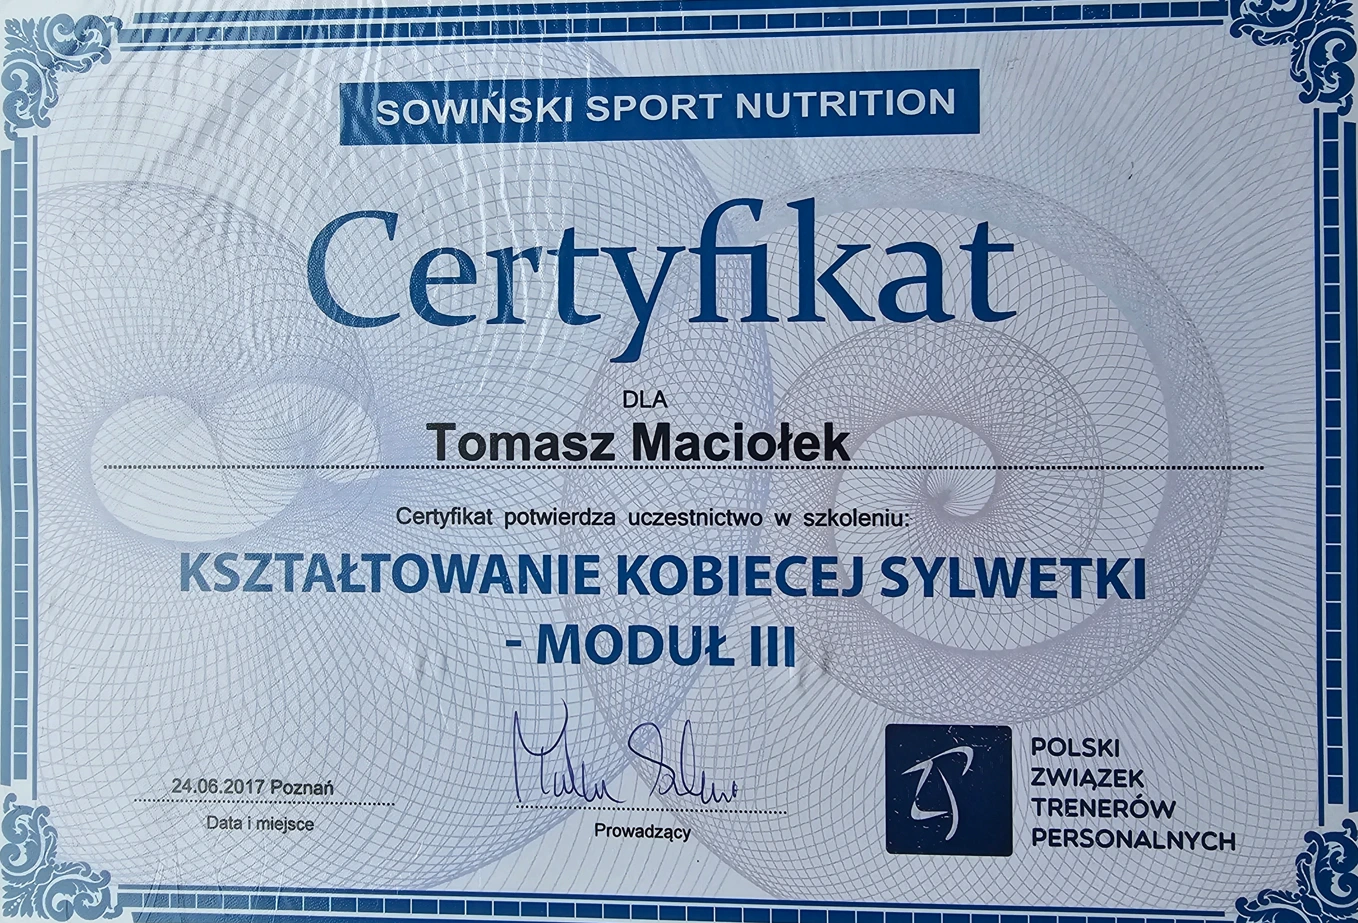 SOWIŃSKI SPORT NUTRITION
Certyfikat
DLA
Tomasz Maciołek
Certyfikat potwierdza uczestnictwo w szkoleniu:
KSZTAŁTOWANIE KOBIECEJ SYLWETKI
- MODUŁ III
24.06.2017 Poznań
Data i miejsce
Prowadzący
POLSKI
ZWIĄZEK
TRENERÓW
PERSONALNYCH